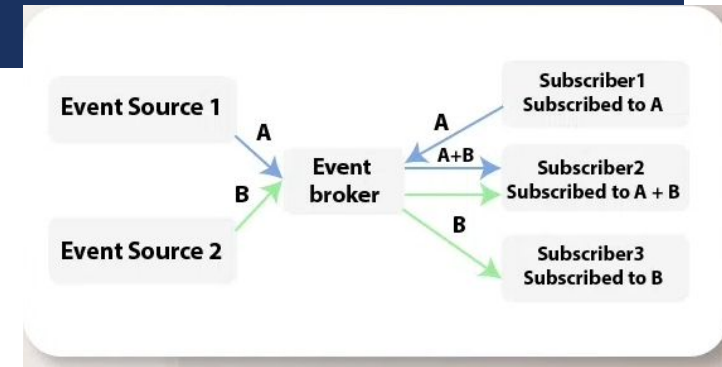 Event Source 1
A
B
Event Source 2
Event
broker
A
A+B
B
Subscriber1
Subscribed to A
Subscriber2
Subscribed to A + B
Subscriber3
Subscribed to B